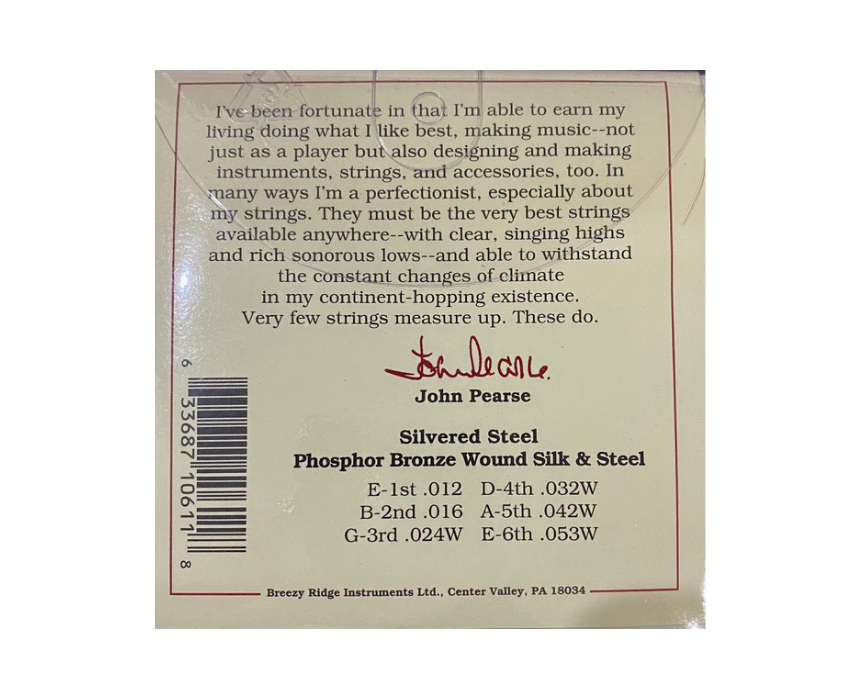 I've been fortunate in that I'm able to earn my
living doing what I like best, making music--not
just as a player but also designing and making
instruments, strings, and accessories, too. In
many ways I'm a perfectionist, especially about
my strings. They must be the very best strings
available anywhere--with clear, singing highs
and rich sonorous lows--and able to withstand
the constant changes of climate
in my continent-hopping existence.
Very few strings measure up. These do.
John Pearse
John Pearse
Silvered Steel
Phosphor Bronze Wound Silk & Steel
E-1st .012 D-4th .032W
B-2nd .016 A-5th .042W
G-3rd .024W E-6th .053W
6 33687 10611 8
Breezy Ridge Instruments Ltd., Center Valley, PA 18034